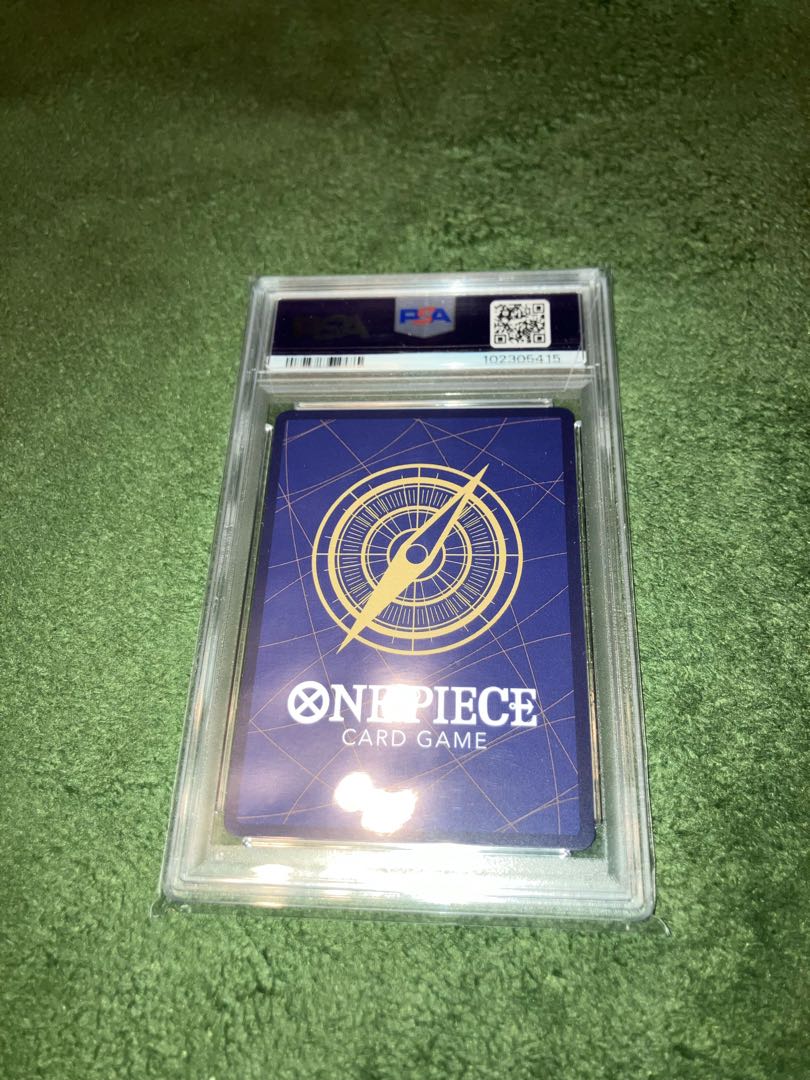 PSA
102305415
ONE PIECE
CARD GAME